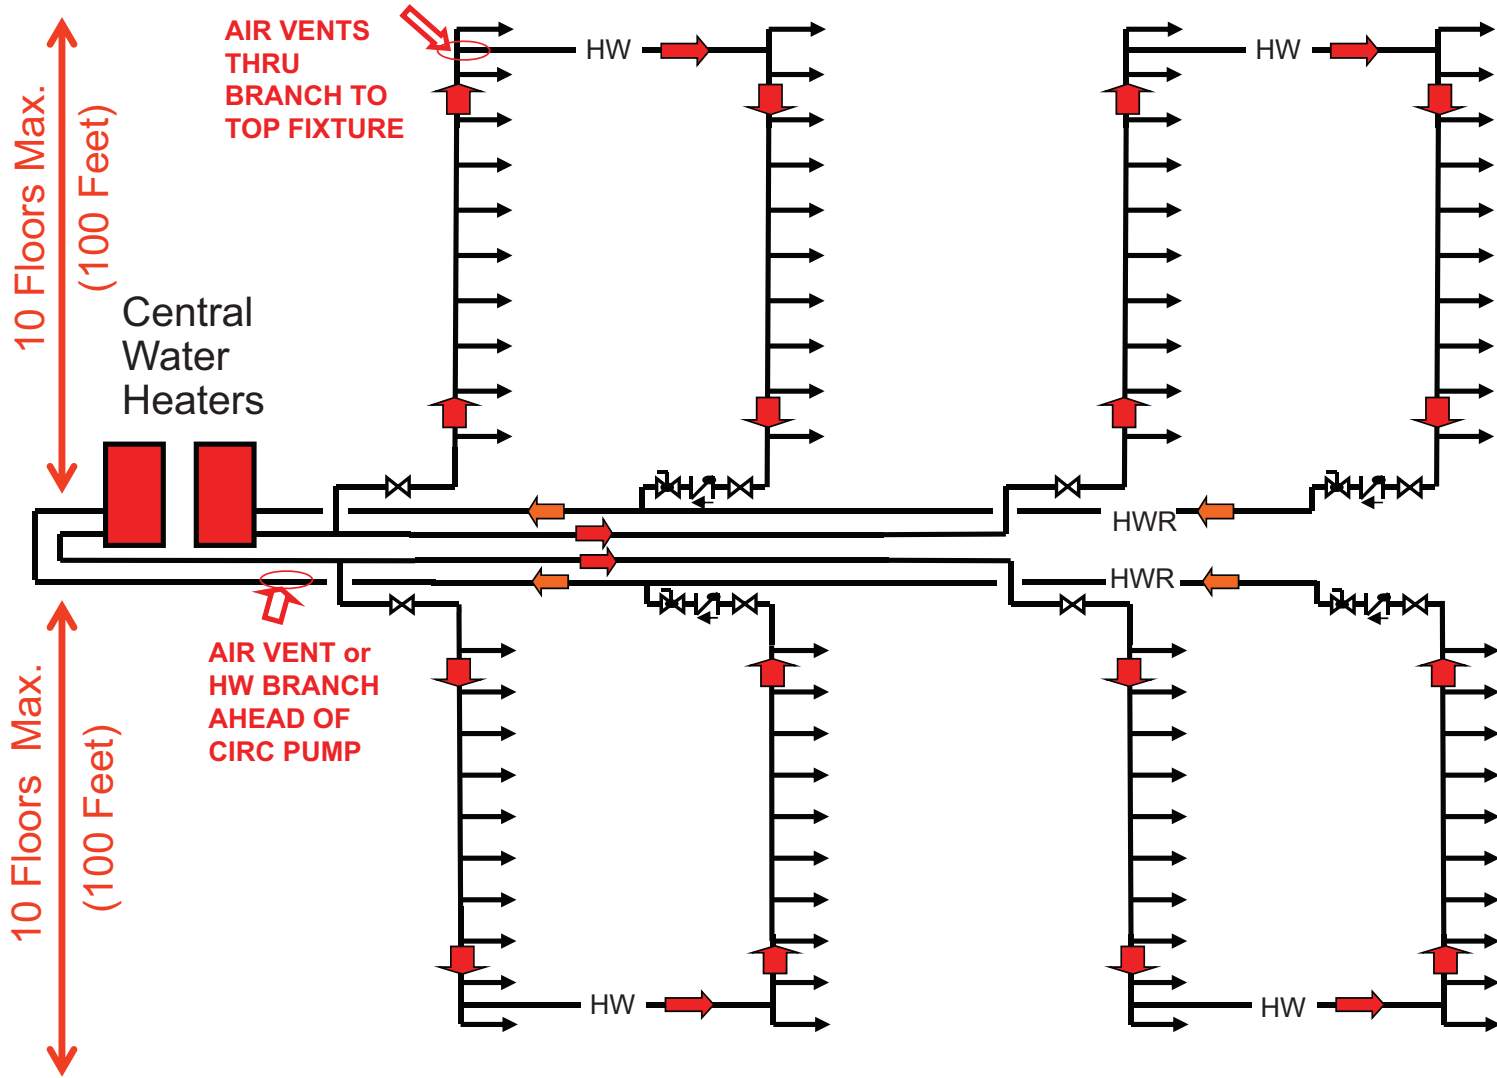 AIR VENTS
THRU
BRANCH TO
TOP FIXTURE
HW
HW
10 Floors Max.
(100 Feet)
Central
Water
Heaters
HWR
HWR
AIR VENT or
HW BRANCH
AHEAD OF
CIRC PUMP
10 Floors Max.
(100 Feet)
HW
HW